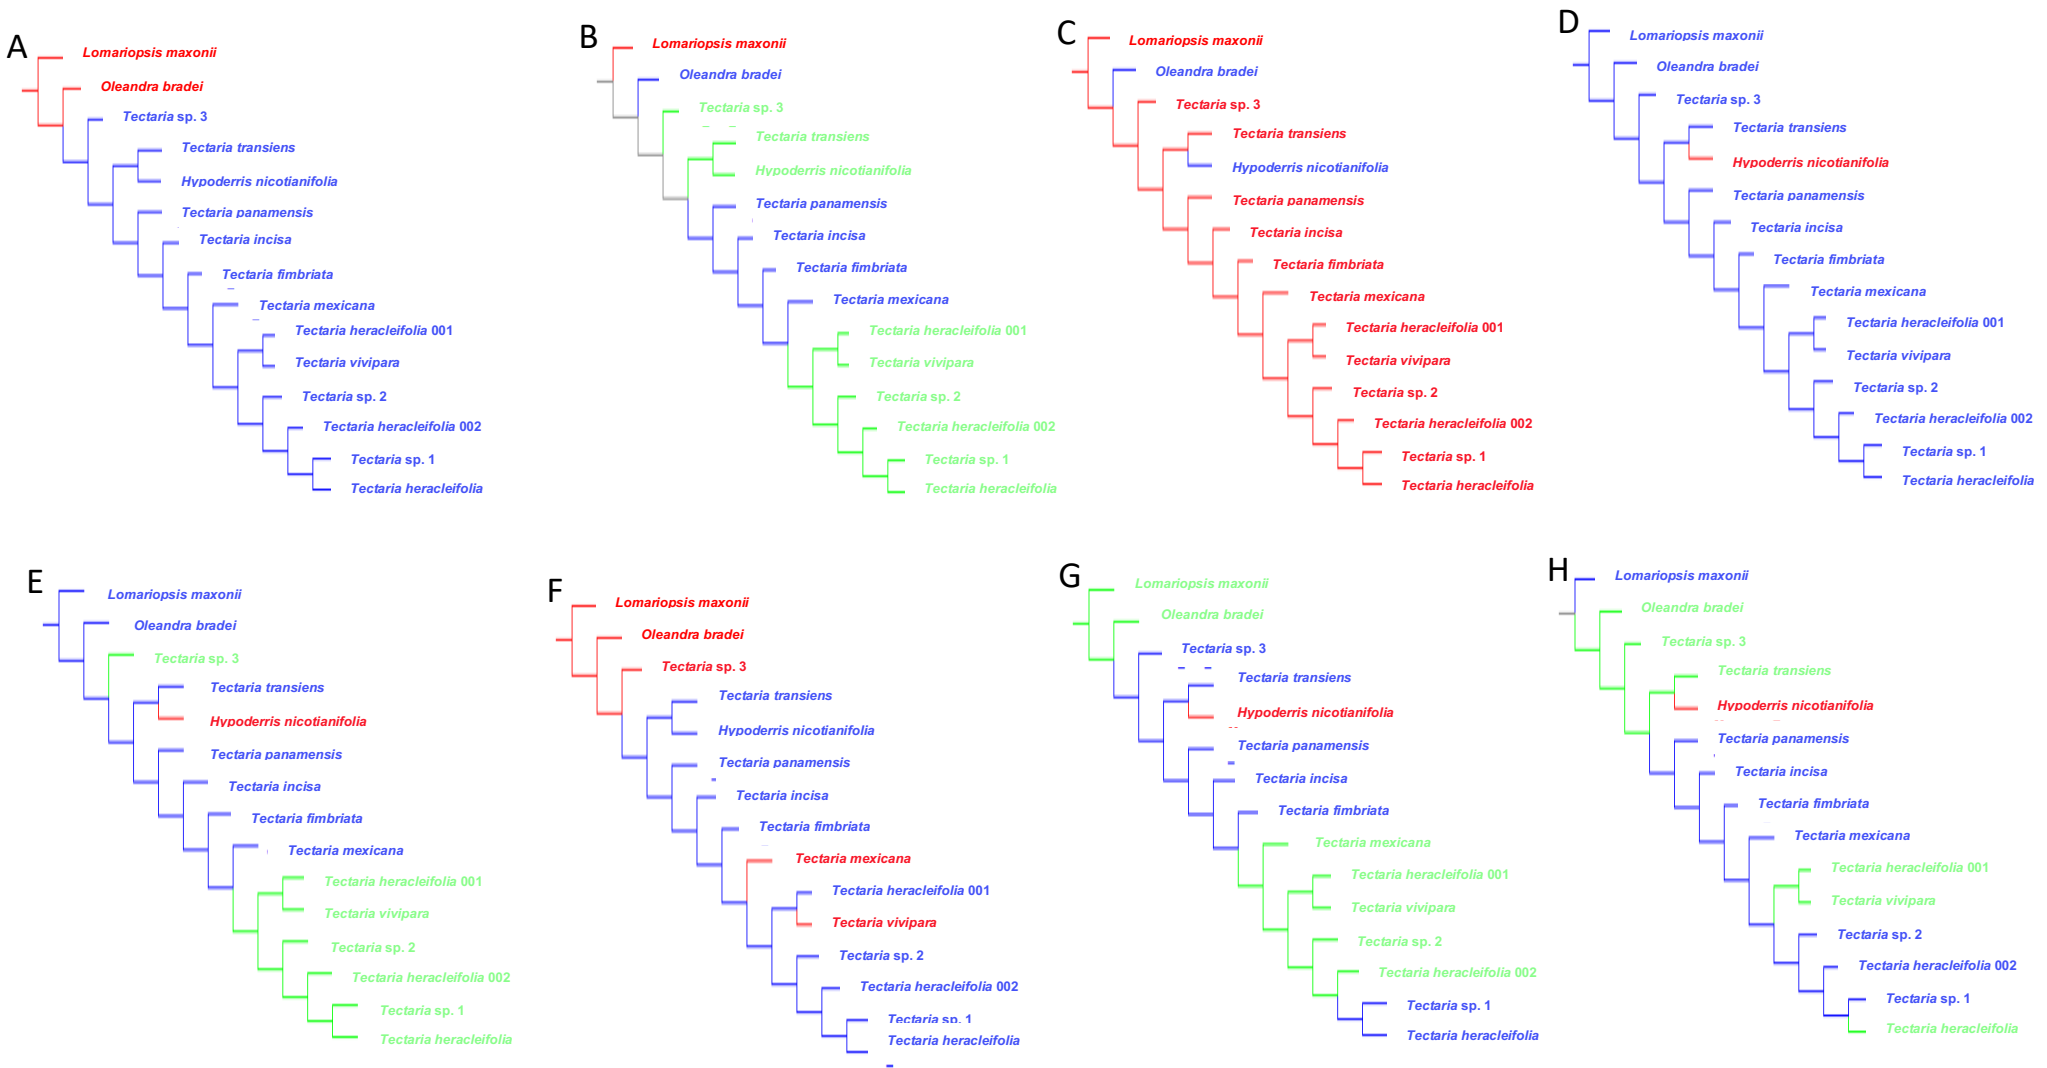 A
Lomariopsis maxonii
Oleandra bradei
Tectaria sp. 3
Tectaria transiens
Hypoderris nicotianifolia
Tectaria panamensis
Tectaria incisa
Tectaria fimbriata
Tectaria mexicana
Tectaria heracleifolia 001
Tectaria vivipara
Tectaria sp. 2
Tectaria heracleifolia 002
Tectaria sp. 1
Tectaria heracleifolia
B
Lomariopsis maxonii
Oleandra bradei
Tectaria sp. 3
Tectaria transiens
Hypoderris nicotianifolia
Tectaria panamensis
Tectaria incisa
Tectaria fimbriata
Tectaria mexicana
Tectaria heracleifolia 001
Tectaria vivipara
Tectaria sp. 2
Tectaria heracleifolia 002
Tectaria sp. 1
Tectaria heracleifolia
C
Lomariopsis maxonii
Oleandra bradei
Tectaria sp. 3
Tectaria transiens
Hypoderris nicotianifolia
Tectaria panamensis
Tectaria incisa
Tectaria fimbriata
Tectaria mexicana
Tectaria heracleifolia 001
Tectaria vivipara
Tectaria sp. 2
Tectaria heracleifolia 002
Tectaria sp. 1
Tectaria heracleifolia
D
Lomariopsis maxonii
Oleandra bradei
Tectaria sp. 3
Tectaria transiens
Hypoderris nicotianifolia
Tectaria panamensis
Tectaria incisa
Tectaria fimbriata
Tectaria mexicana
Tectaria heracleifolia 001
Tectaria vivipara
Tectaria sp. 2
Tectaria heracleifolia 002
Tectaria sp. 1
Tectaria heracleifolia
E
Lomariopsis maxonii
Oleandra bradei
Tectaria sp. 3
Tectaria transiens
Hypoderris nicotianifolia
Tectaria panamensis
Tectaria incisa
Tectaria fimbriata
Tectaria mexicana
Tectaria heracleifolia 001
Tectaria vivipara
Tectaria sp. 2
Tectaria heracleifolia 002
Tectaria sp. 1
Tectaria heracleifolia
F
Lomariopsis maxonii
Oleandra bradei
Tectaria sp. 3
Tectaria transiens
Hypoderris nicotianifolia
Tectaria panamensis
Tectaria incisa
Tectaria fimbriata
Tectaria mexicana
Tectaria heracleifolia 001
Tectaria vivipara
Tectaria sp. 2
Tectaria heracleifolia 002
Tectaria sp. 1
Tectaria heracleifolia
G
Lomariopsis maxonii
Oleandra bradei
Tectaria sp. 3
Tectaria transiens
Hypoderris nicotianifolia
Tectaria panamensis
Tectaria incisa
Tectaria fimbriata
Tectaria mexicana
Tectaria heracleifolia 001
Tectaria vivipara
Tectaria sp. 2
Tectaria heracleifolia 002
Tectaria sp. 1
Tectaria heracleifolia
H
Lomariopsis maxonii
Oleandra bradei
Tectaria sp. 3
Tectaria transiens
Hypoderris nicotianifolia
Tectaria panamensis
Tectaria incisa
Tectaria fimbriata
Tectaria mexicana
Tectaria heracleifolia 001
Tectaria vivipara
Tectaria sp. 2
Tectaria heracleifolia 002
Tectaria sp. 1
Tectaria heracleifolia